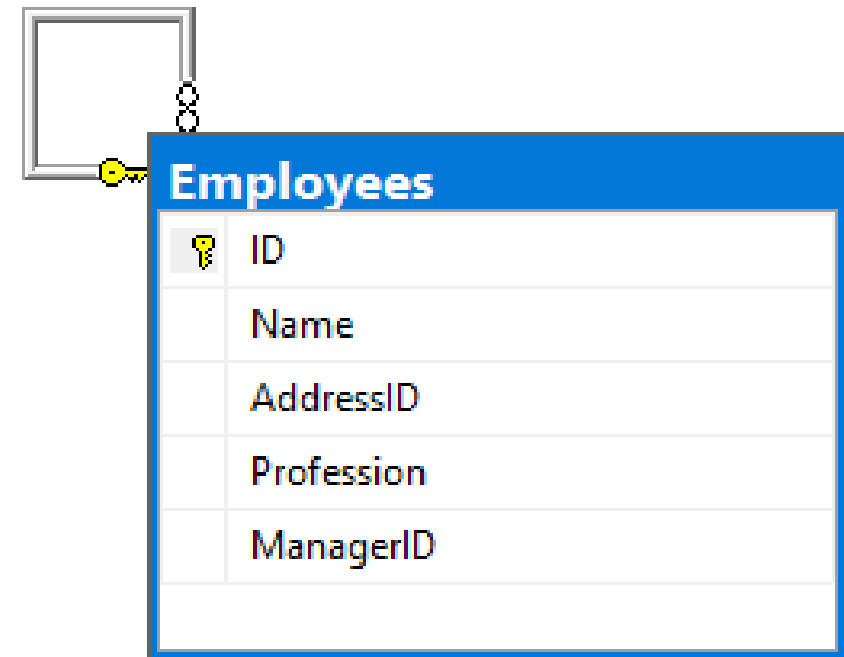 Employees
ID
Name
AddressID
Profession
ManagerID